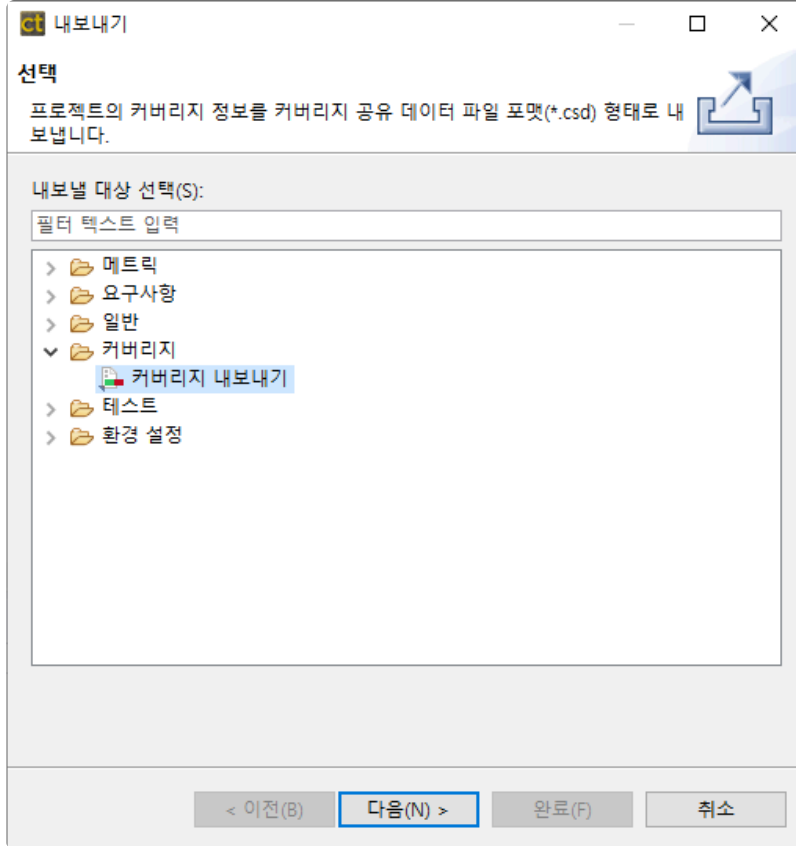 ct 내보내기
선택
프로젝트의 커버리지 정보를 커버리지 공유 데이터 파일 포맷(*.csd) 형태로 내
보냅니다.
내보낼 대상 선택(S):
필터 텍스트 입력
메트릭
요구사항
일반
커버리지
커버리지 내보내기
테스트
환경 설정
< 이전(B) 다음(N) > 완료(F) 취소